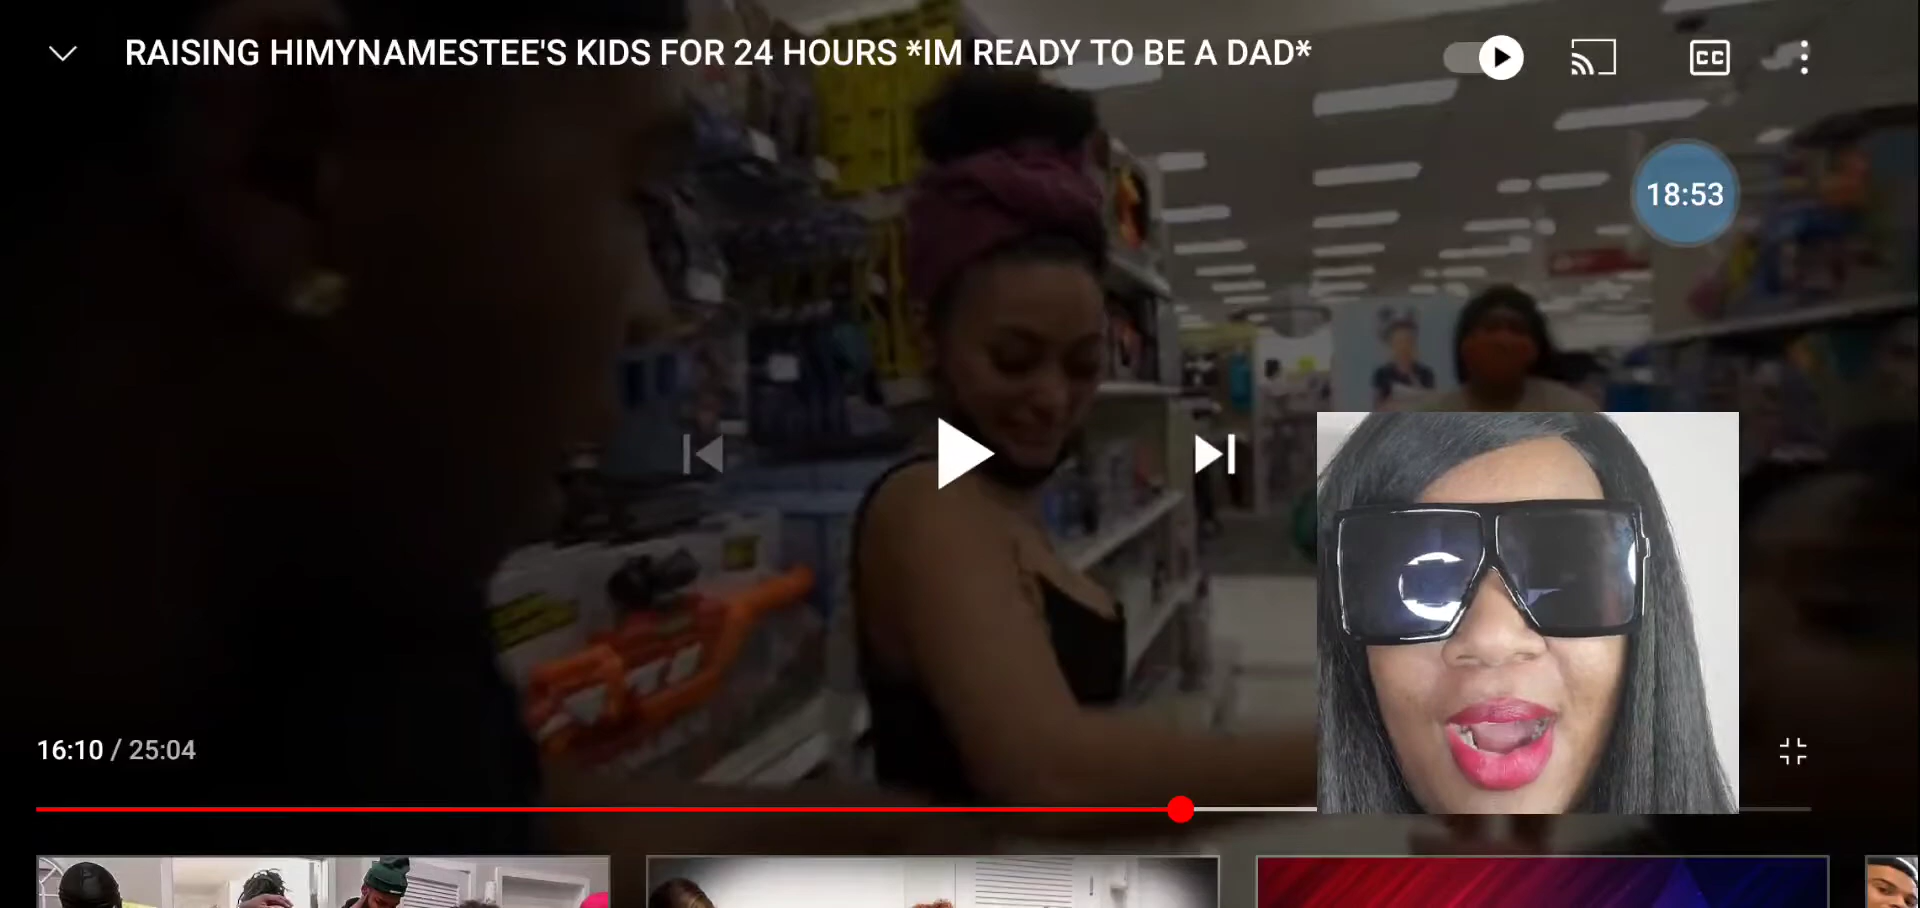 RAISING HIMYNAMESTEE'S KIDS FOR 24 HOURS *IM READY TO BE A DAD*
CC
18:53
16:10 / 25:04